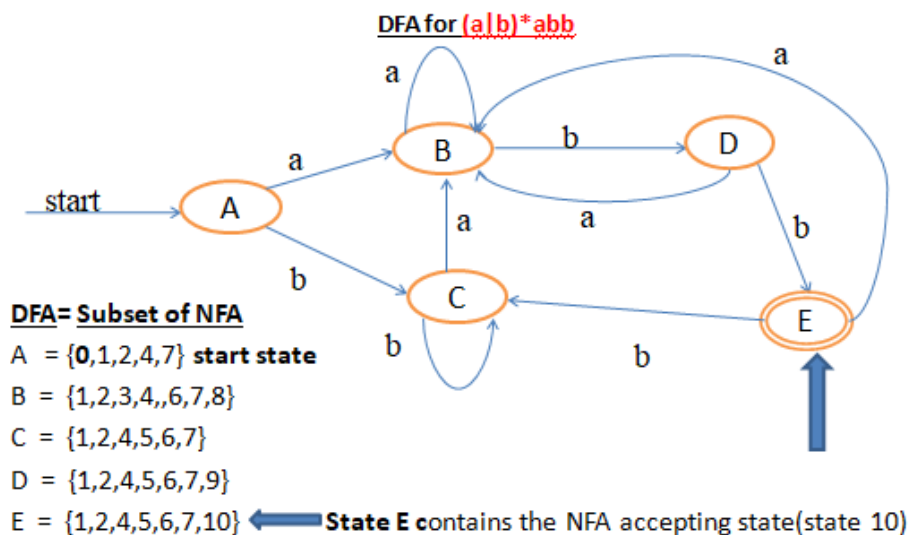 DFA for (a|b)*abb
a
a
a
B
b
D
start
A
a
a
b
b
C
E
b
b
DFA= Subset of NFA
A = {0,1,2,4,7} start state
B = {1,2,3,4,,6,7,8}
C = {1,2,4,5,6,7}
D = {1,2,4,5,6,7,9}
E = {1,2,4,5,6,7,10} State E contains the NFA accepting state(state 10)